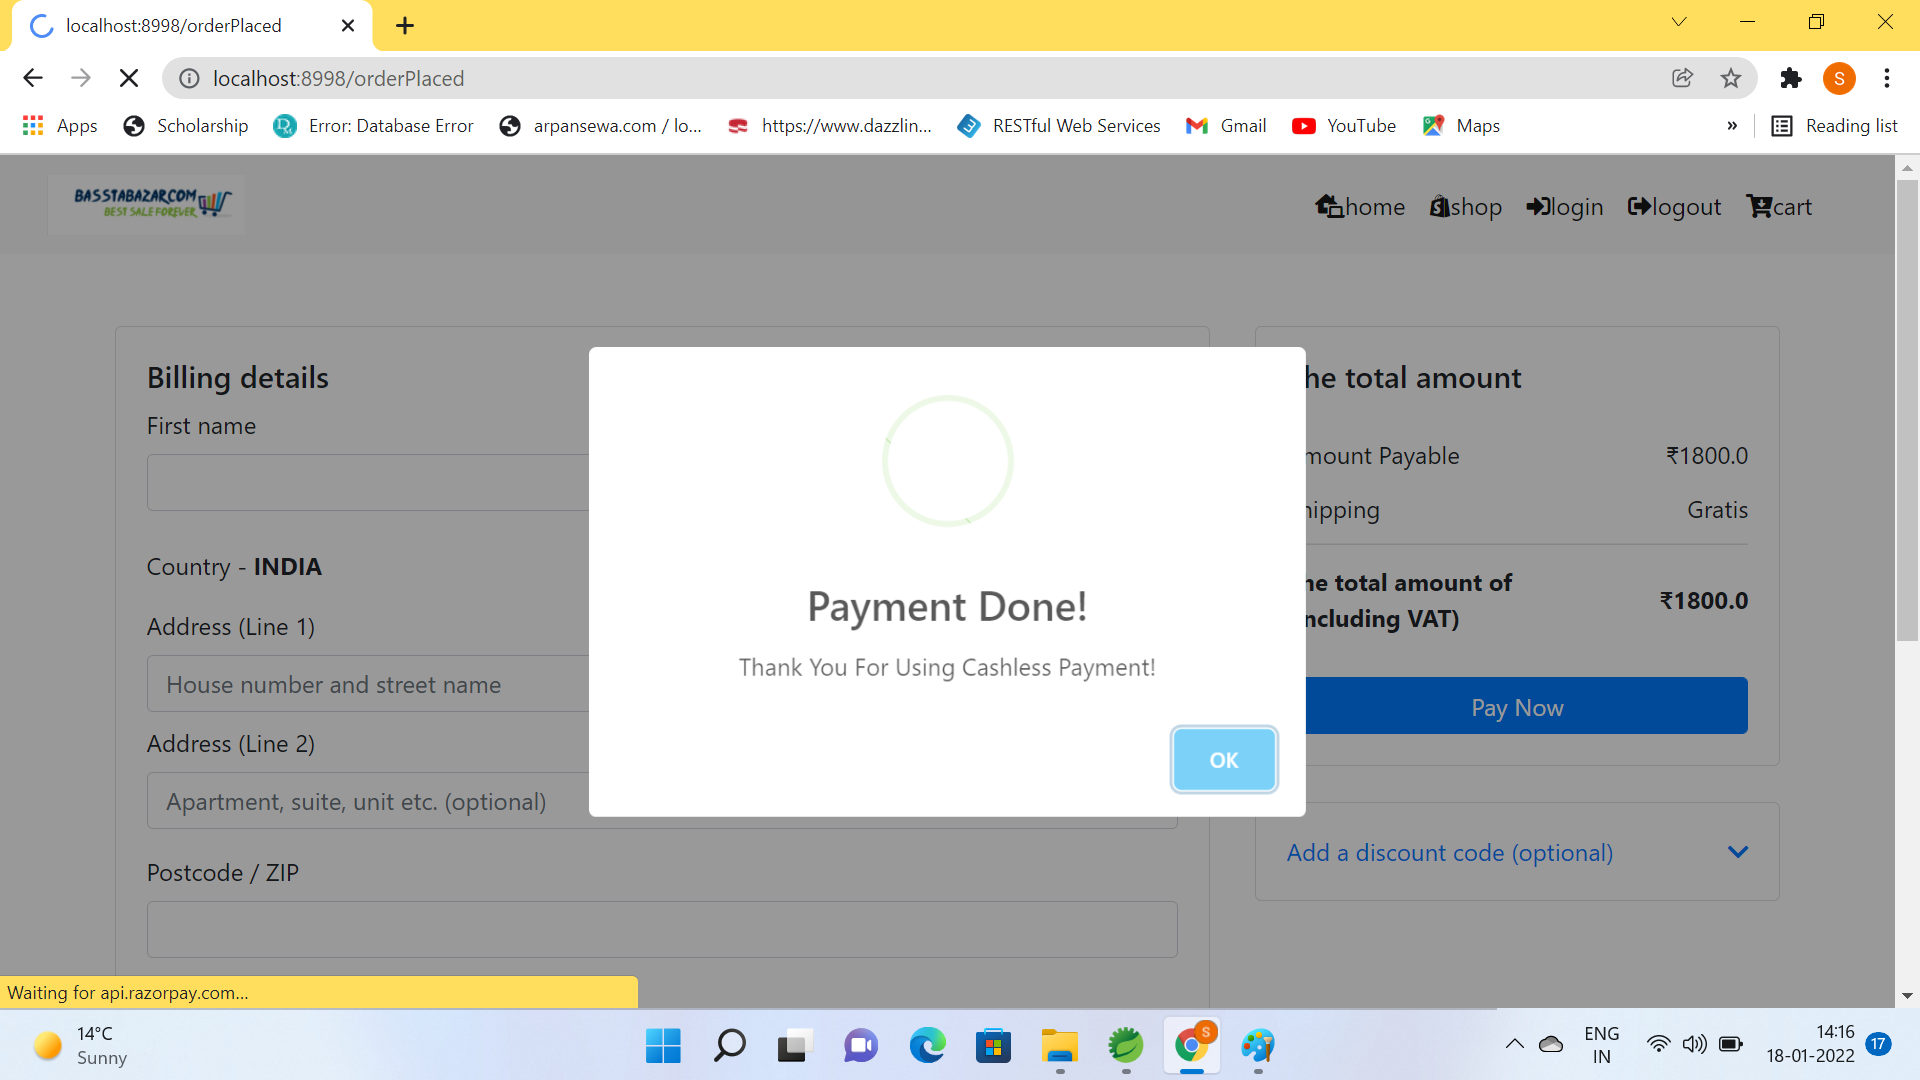 localhost:8998/orderPlaced
localhost:8998/orderPlaced
S
Apps
Scholarship
Error: Database Error
arpansewa.com / lo...
https://www.dazzlin...
RESTful Web Services
Gmail
YouTube
Maps
»
Reading list
BASSTABAZAR.COM
BEST SALE FOREVER
home
shop
login
logout
cart
Billing details
First name
Country - INDIA
Address (Line 1)
House number and street name
Address (Line 2)
Apartment, suite, unit etc. (optional)
Postcode / ZIP
Payment Done!
Thank You For Using Cashless Payment!
OK
he total amount
mount Payable
₹1800.0
hipping
Gratis
he total amount of
ncluding VAT)
₹1800.0
Pay Now
Add a discount code (optional)
Waiting for api.razorpay.com...
14°C
Sunny
S
ENG
IN
14:16
18-01-2022
17